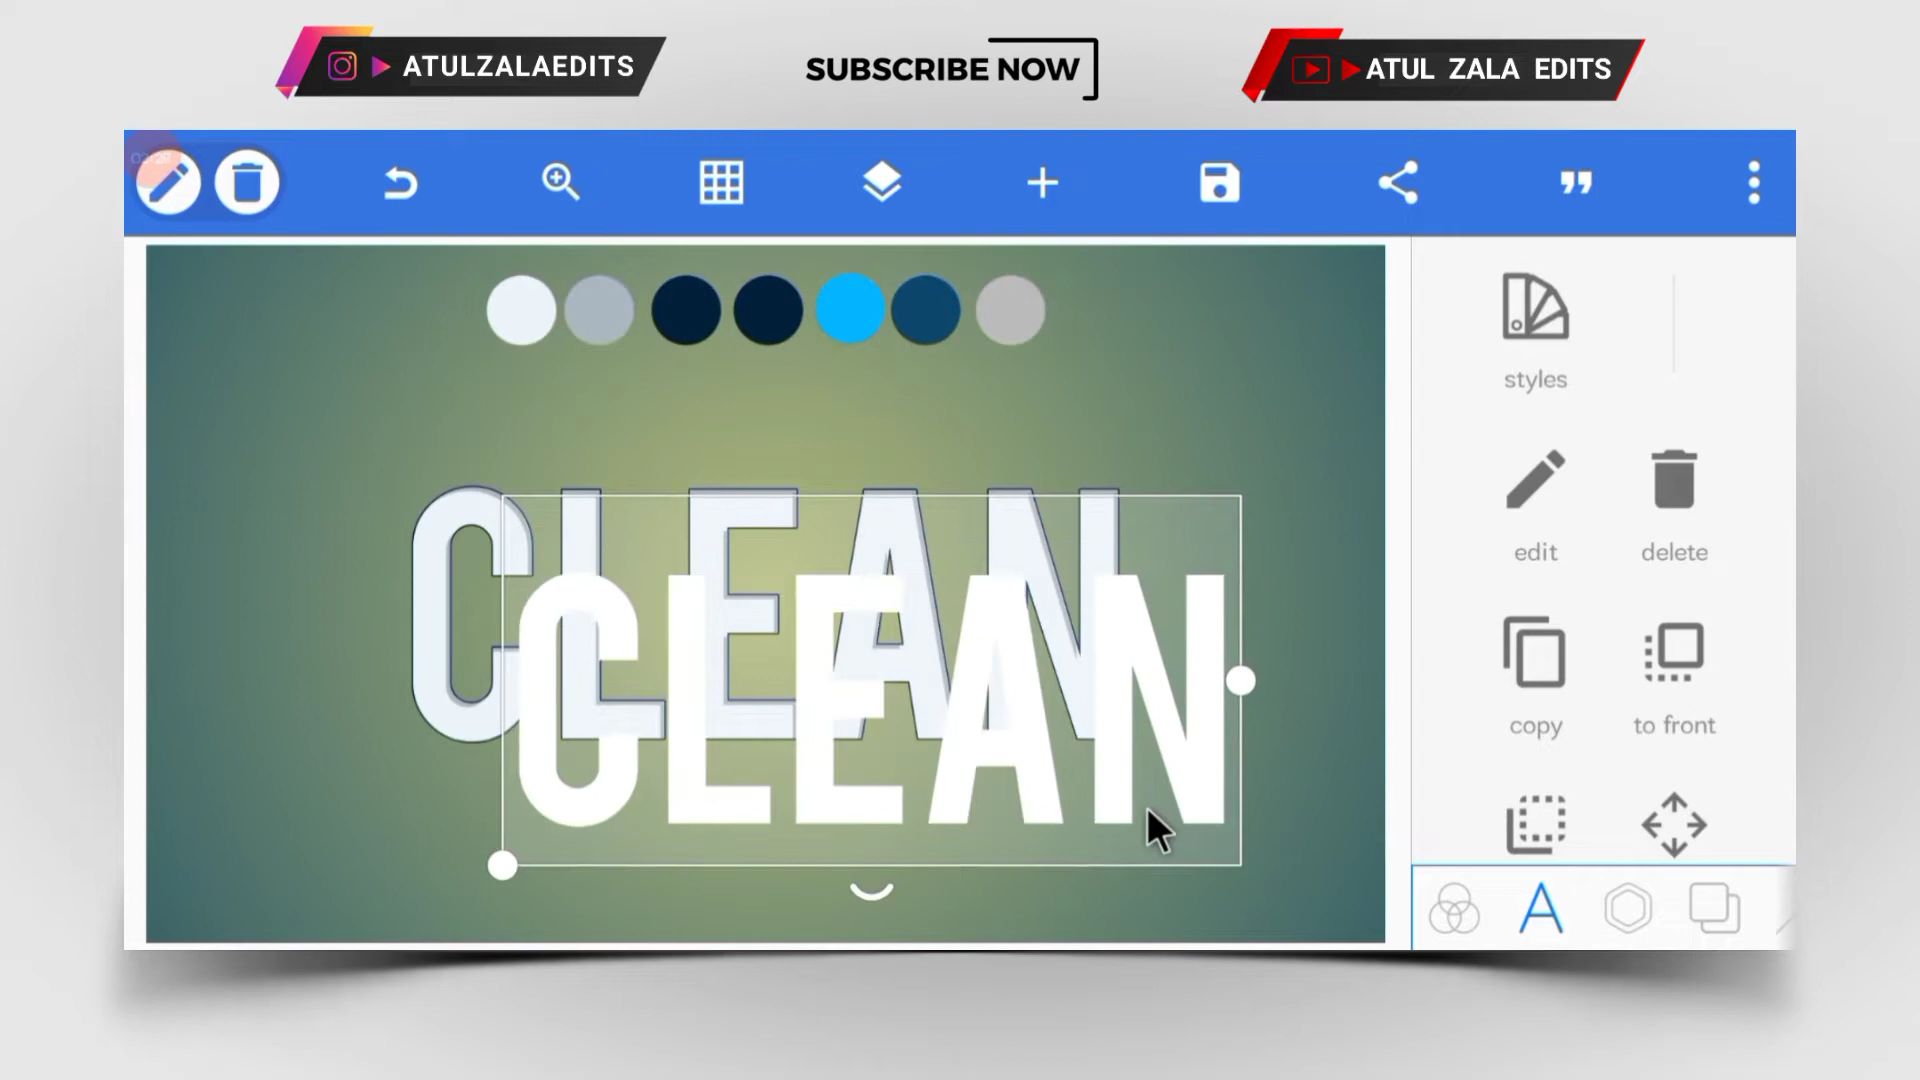 ATULZALAEDITS
SUBSCRIBE NOW
ATUL ZALA EDITS
styles
edit
delete
copy
to front
CLEAN
CLEAN